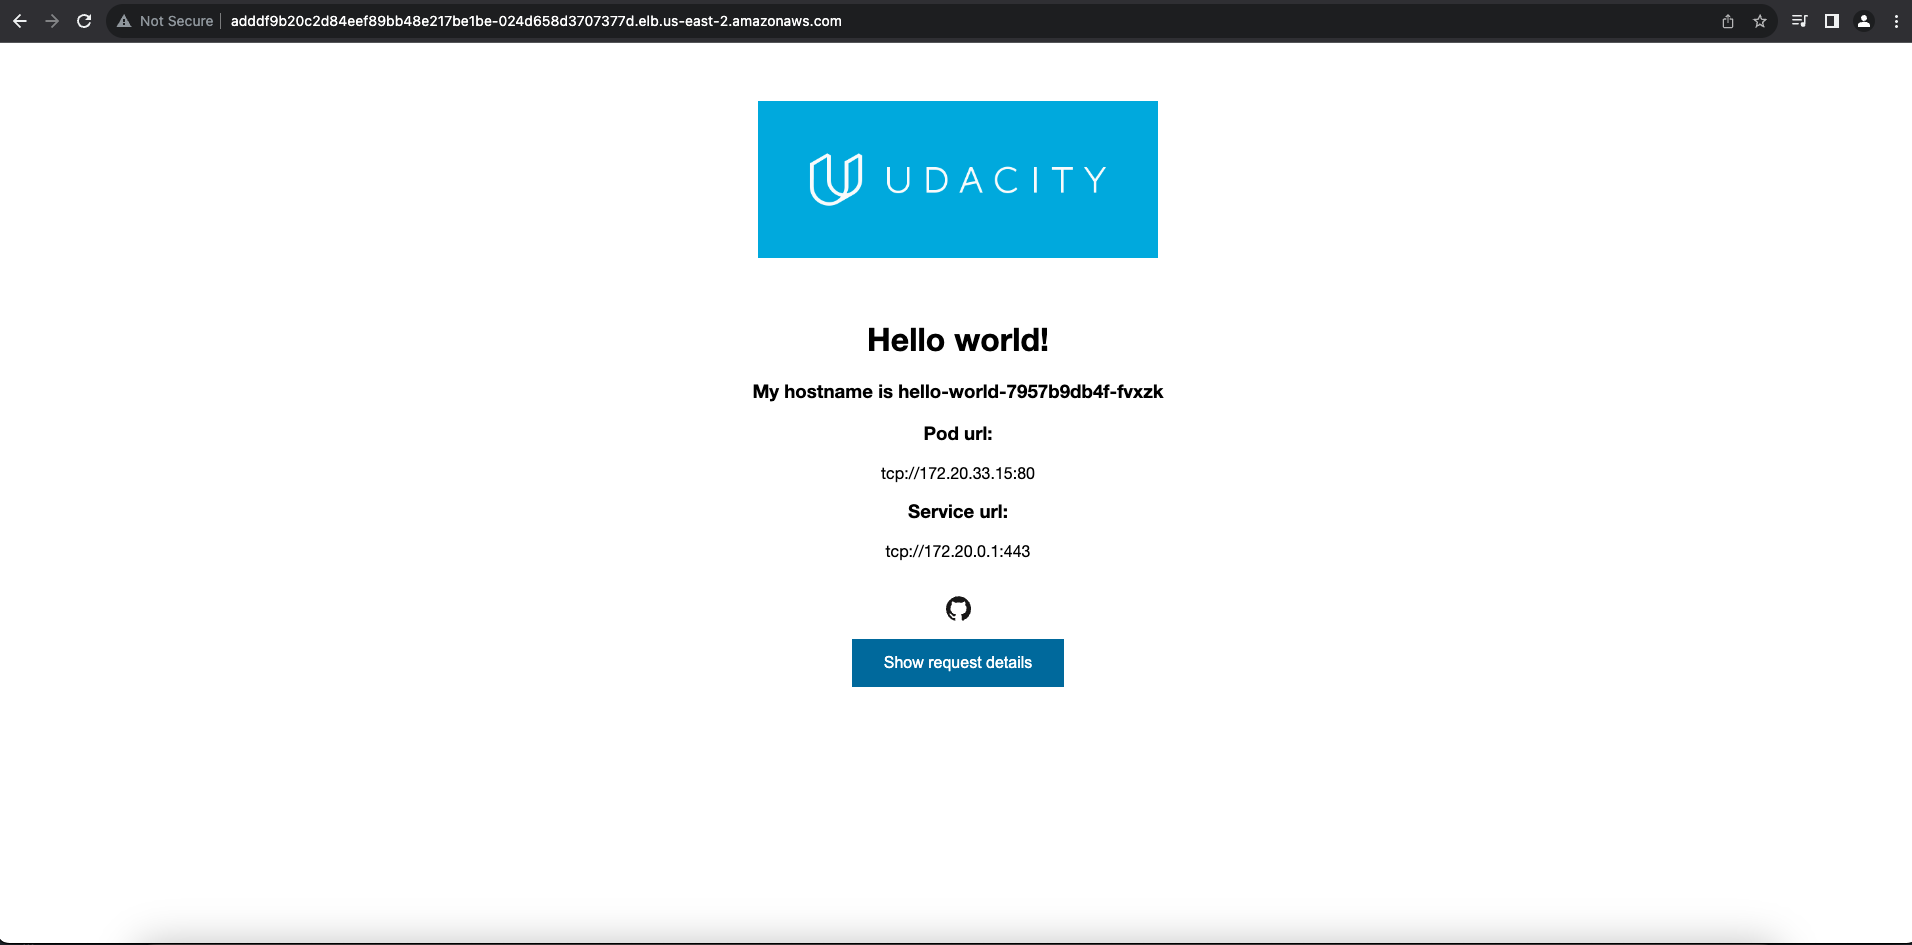 Not Secure adddf9b20c2d84eef89bb48e217be1be-024d658d3707377d.elb.us-east-2.amazonaws.com
UDACITY
Hello world!
My hostname is hello-world-7957b9db4f-fvxzk
Pod url:
tcp://172.20.33.15:80
Service url:
tcp://172.20.0.1:443
Show request details